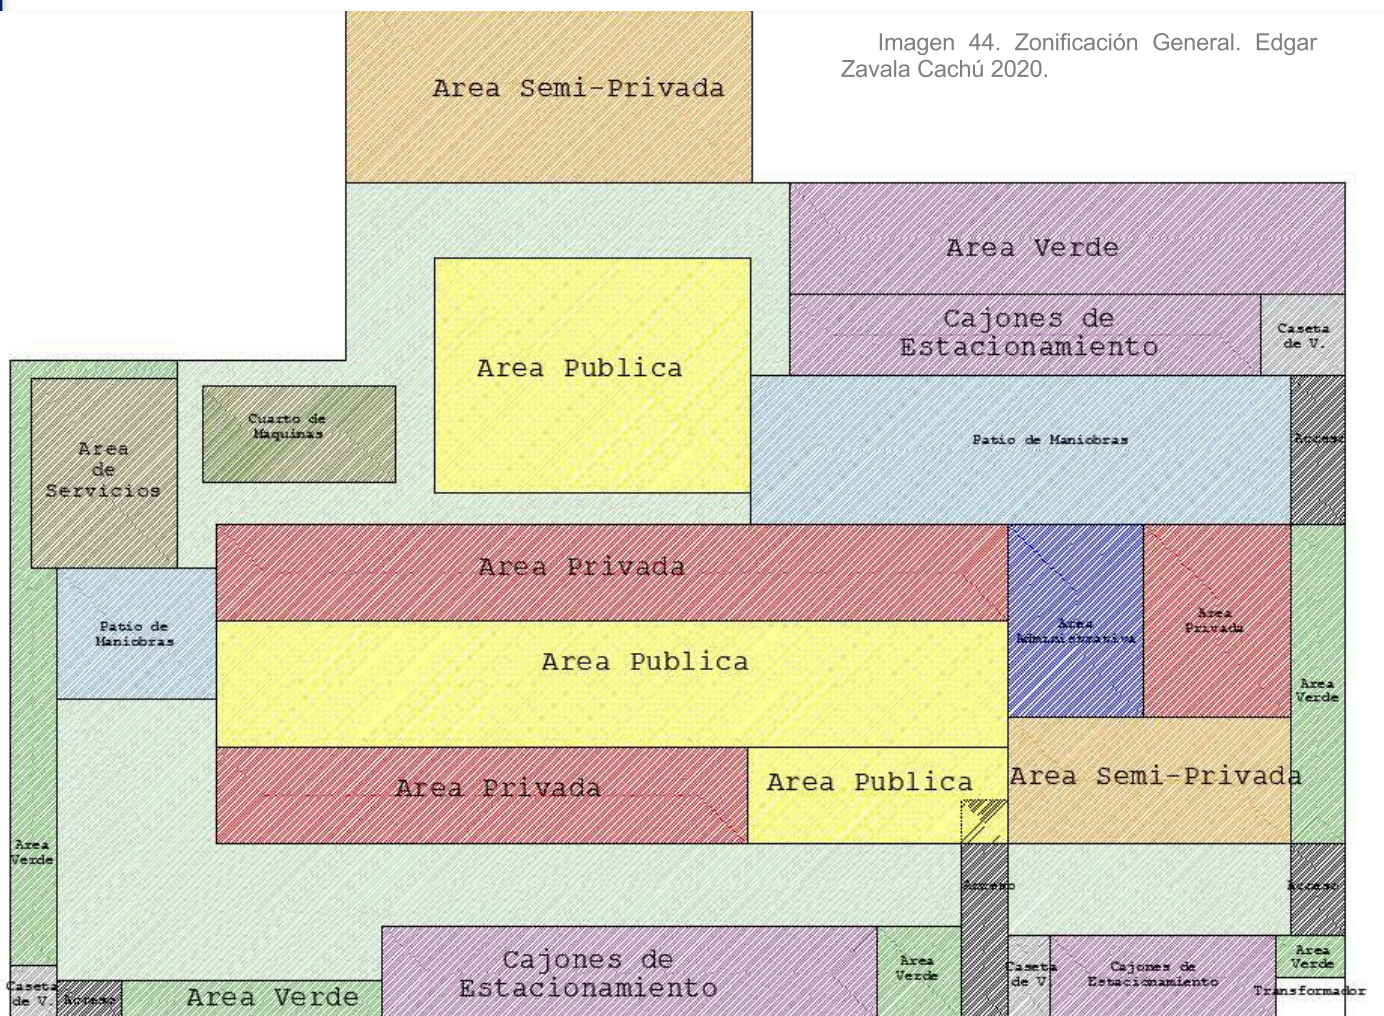 Imagen 44. Zonificación General. Edgar
Zavala Cachú 2020.
Area Semi-Privada
Area Verde
Cajones de
Estacionamiento
Caseta
de V.
Area Publica
Cuarto de
Maquinas
Area
de
Servicios
Patio de Maniobras
Acceso
Area Privada
Area
Administrativa
Area
Privada
Patio de
Maniobras
Area Publica
Area
Verde
Area Privada
Area Publica
Area Semi-Privada
Area
Verde
Acceso
Acceso
Cajones de
Estacionamiento
Area
Verde
Caseta
de V.
Cajones de
Estacionamiento
Area
Verde
Transformador
Caseta
de V.
Acceso
Area Verde